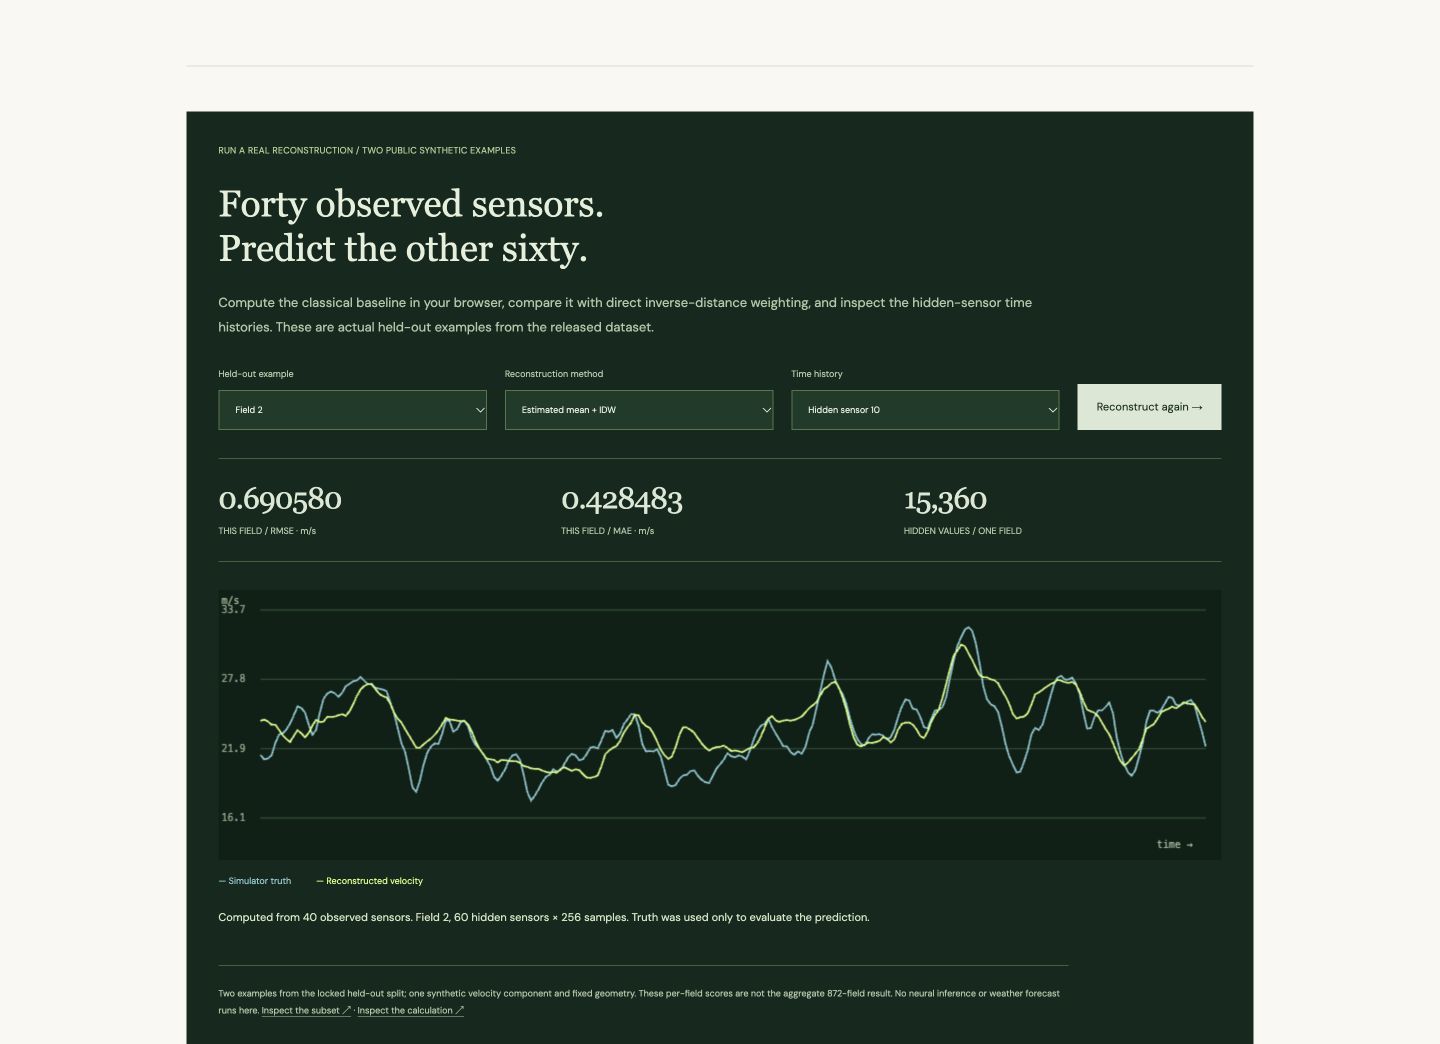 RUN A REAL RECONSTRUCTION / TWO PUBLIC SYNTHETIC EXAMPLES
Forty observed sensors.
Predict the other sixty.
Compute the classical baseline in your browser, compare it with direct inverse-distance weighting, and inspect the hidden-sensor time
histories. These are actual held-out examples from the released dataset.
Held-out example
Reconstruction method
Time history
Field 2
Estimated mean + IDW
Hidden sensor 10
Reconstruct again →
0.690580
0.428483
15,360
THIS FIELD / RMSE · m/s
THIS FIELD / MAE · m/s
HIDDEN VALUES / ONE FIELD
m/s
33.7
27.8
21.9
16.1
time →
— Simulator truth
— Reconstructed velocity
Computed from 40 observed sensors. Field 2, 60 hidden sensors × 256 samples. Truth was used only to evaluate the prediction.
Two examples from the locked held-out split; one synthetic velocity component and fixed geometry. These per-field scores are not the aggregate 872-field result. No neural inference or weather forecast
runs here. Inspect the subset ↗ · Inspect the calculation ↗